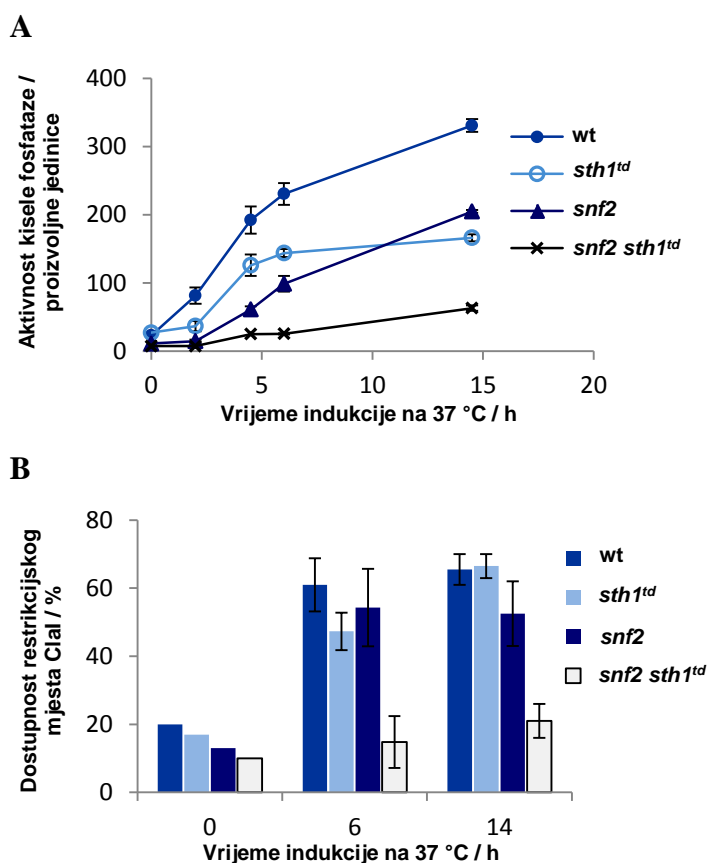 A
Aktivnost kisele fosfataze /
proizvoljne jedinice
400
300
200
100
0
0
5
10
15
20
Vrijeme indukcije na 37 °C / h
wt
sth1td
snf2
snf2 sth1td
B
Dostupnost restrikcijskog
mjesta ClaI / %
80
60
40
20
0
0
6
14
Vrijeme indukcije na 37 °C / h
wt
sth1td
snf2
snf2 sth1td